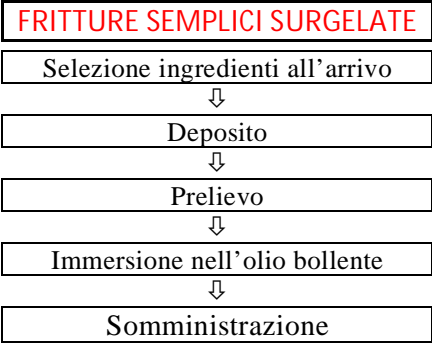 FRITTURE SEMPLICI SURGELATE
Selezione ingredienti all'arrivo
⇩
Deposito
⇩
Prelievo
⇩
Immersione nell'olio bollente
⇩
Somministrazione